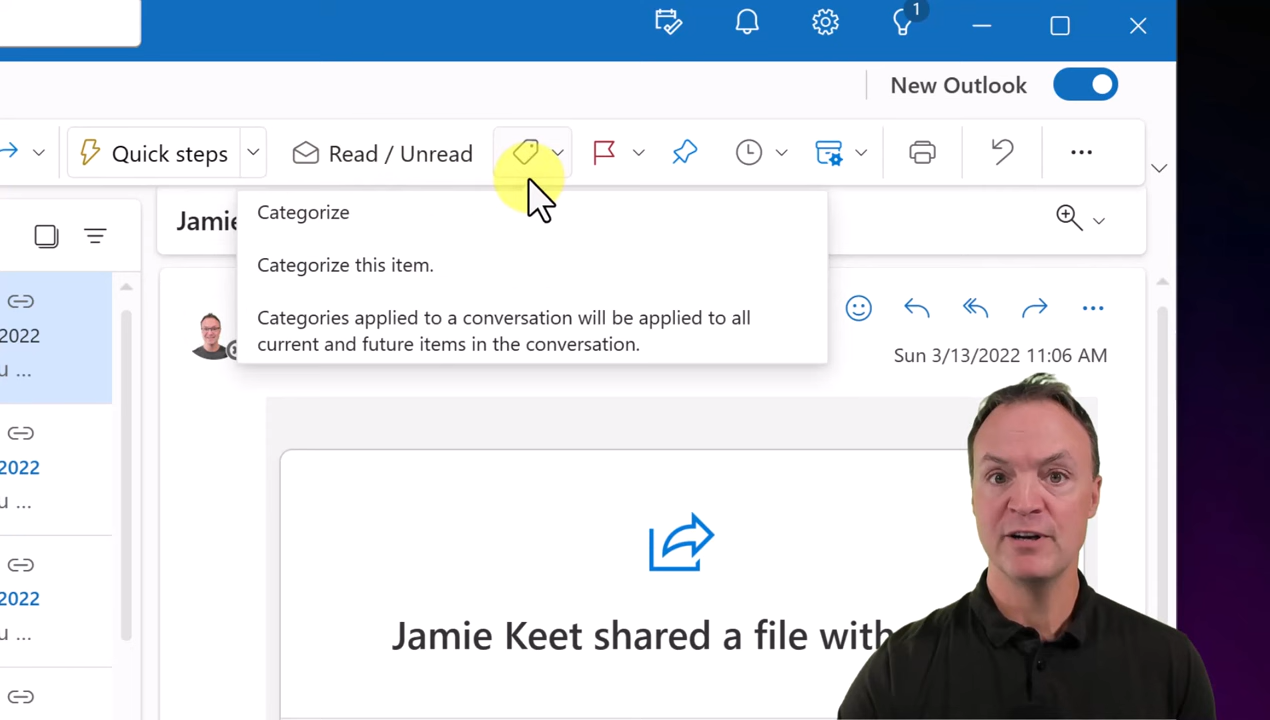 1
New Outlook
Quick steps
Read / Unread
Categorize
Categorize this item.
Categories applied to a conversation will be applied to all
current and future items in the conversation.
Jamie
2022
u ...
2022
u ...
2022
u ...
Sun 3/13/2022 11:06 AM
Jamie Keet shared a file with